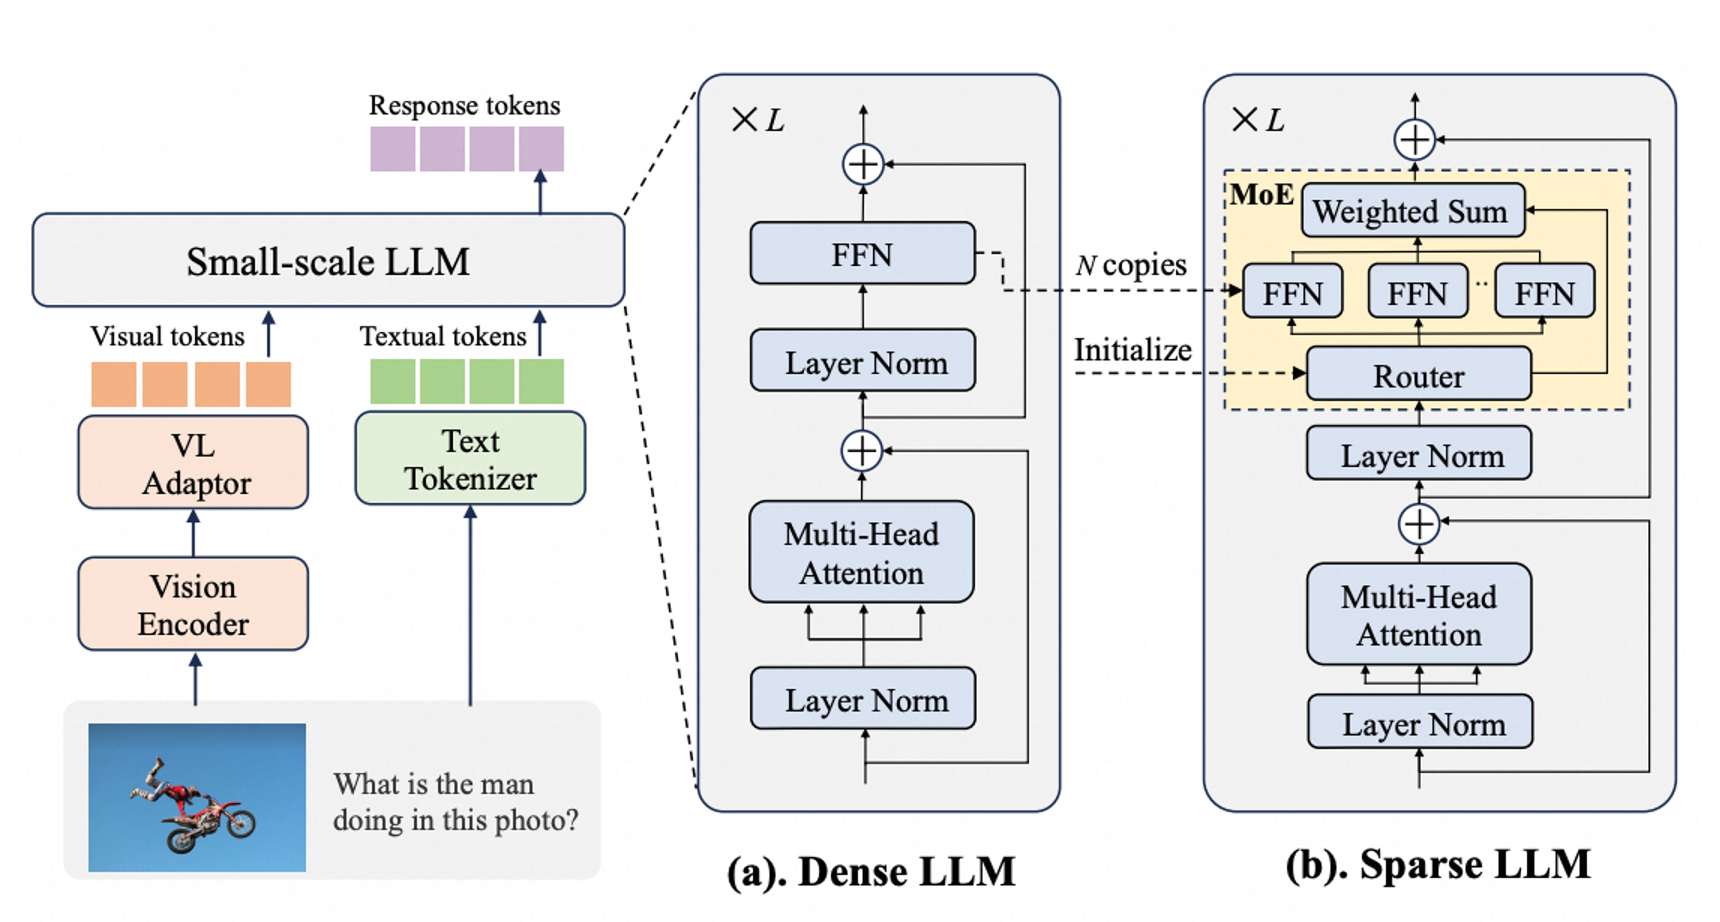 Response tokens
Small-scale LLM
Visual tokens
Textual tokens
VL
Adaptor
Text
Tokenizer
Vision
Encoder
What is the man
doing in this photo?
× L
FFN
Layer Norm
Multi-Head
Attention
Layer Norm
(a). Dense LLM
N copies
Initialize
× L
MoE
Weighted Sum
FFN
FFN
..
FFN
Router
Layer Norm
Multi-Head
Attention
Layer Norm
(b). Sparse LLM